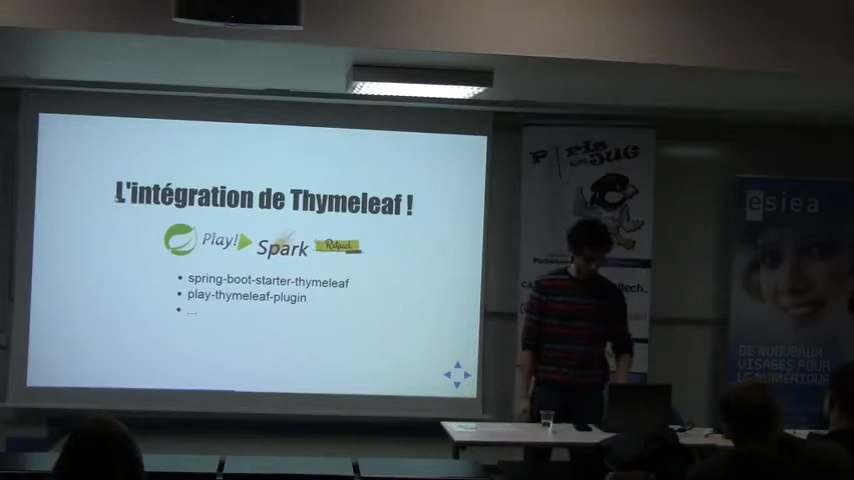 L'intégration de Thymeleaf !
Play!
Spark
Ratpack
• spring-boot-starter-thymeleaf
• play-thymeleaf-plugin
• ...
Paris
JUG
esiea
DE NOUVEAUX
VISAGES POUR
LE NUMÉRIQUE